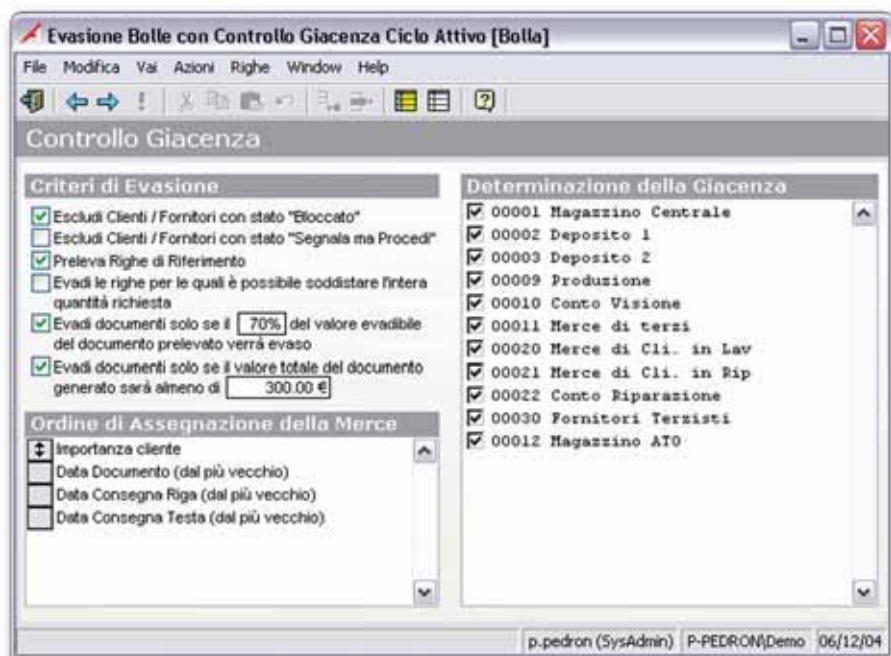 Evasione Bolle con Controllo Giacenza Ciclo Attivo [Bolla]
File Modifica Vai Azioni Righe Window Help
Controllo Giacenza
Criteri di Evasione
Escludi Clienti / Fornitori con stato "Bloccato"
Escludi Clienti / Fornitori con stato "Segnala ma Procedi"
Preleva Righe di Riferimento
Evadi le righe per le quali è possibile soddistare l'intera
quantità richiesta
Evadi documenti solo se il 70% del valore evadibile
del documento prelevato verrá evaso
Evadi documenti solo se il valore totale del documento
generato sará almeno di 300.00 €
Ordine di Assegnazione della Merce
Importanza cliente
Data Documento (dal più vecchio)
Data Consegna Riga (dal più vecchio)
Data Consegna Testa (dal più vecchio)
Determinazione della Giacenza
00001 Magazzino Centrale
00002 Deposito 1
00003 Deposito 2
00009 Produzione
00010 Conto Visione
00011 Merce di terzi
00020 Merce di Cli. in Lav
00021 Merce di Cli. in Rip
00022 Conto Riparazione
00030 Fornitori Terzisti
00012 Magazzino ATO
p.pedron (SysAdmin) P-PEDRON\Demo 06/12/04